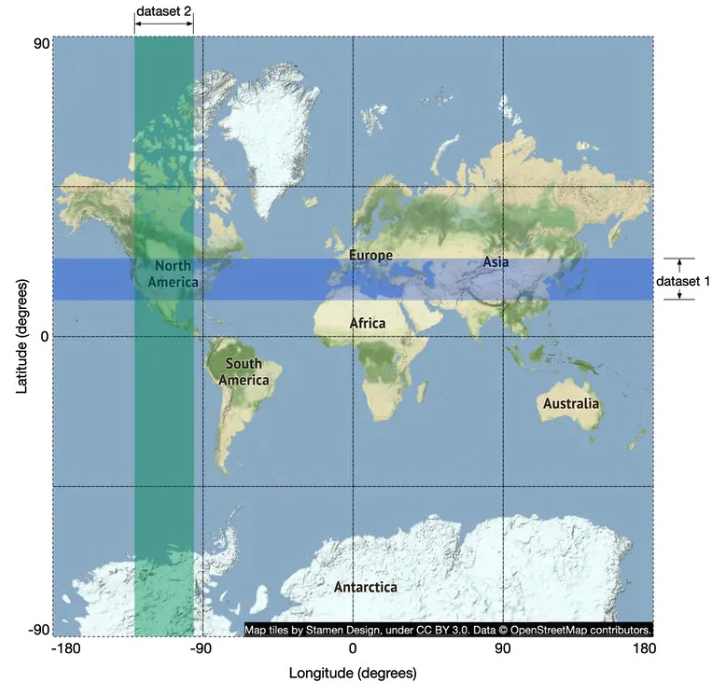 dataset 2
90
Europe
Asia
North
America
dataset 1
Latitude (degrees)
Africa
0
South
America
Australia
Antarctica
-90
Map tiles by Stamen Design, under CC BY 3.0. Data © OpenStreetMap contributors.
-180
-90
0
90
180
Longitude (degrees)